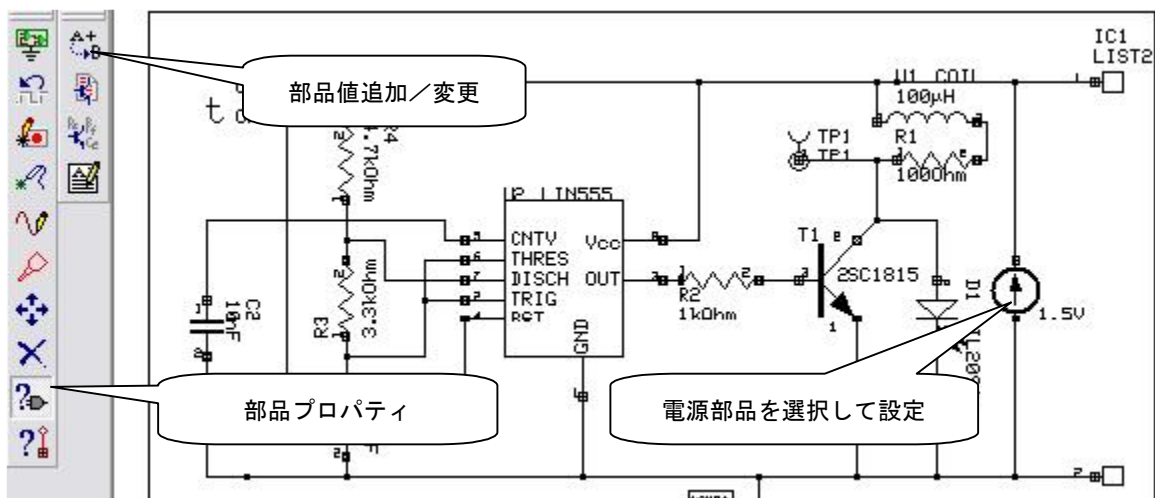 IC1
LIST2
部品値追加／変更
U1 COIL
100µH
t
R4
4.7kOhm
TP1
TP1
R1
100Ohm
U2 LIN555
CNTV
THRES
DISCH
TRIG
RST
Vcc
OUT
GND
T1
2SC1815
R2
1kOhm
D1
1.5V
C2
10nF
R3
3.3kOhm
部品プロパティ
電源部品を選択して設定